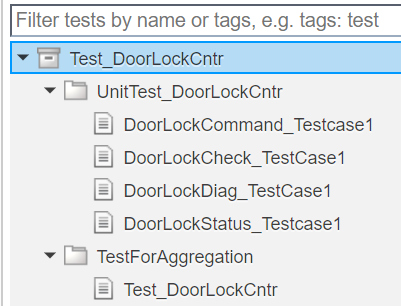 Filter tests by name or tags, e.g. tags: test
Test_DoorLockCntr
UnitTest_DoorLockCntr
DoorLockCommand_Testcase1
DoorLockCheck_TestCase1
DoorLockDiag_TestCase1
DoorLockStatus_Testcase1
TestForAggregation
Test_DoorLockCntr